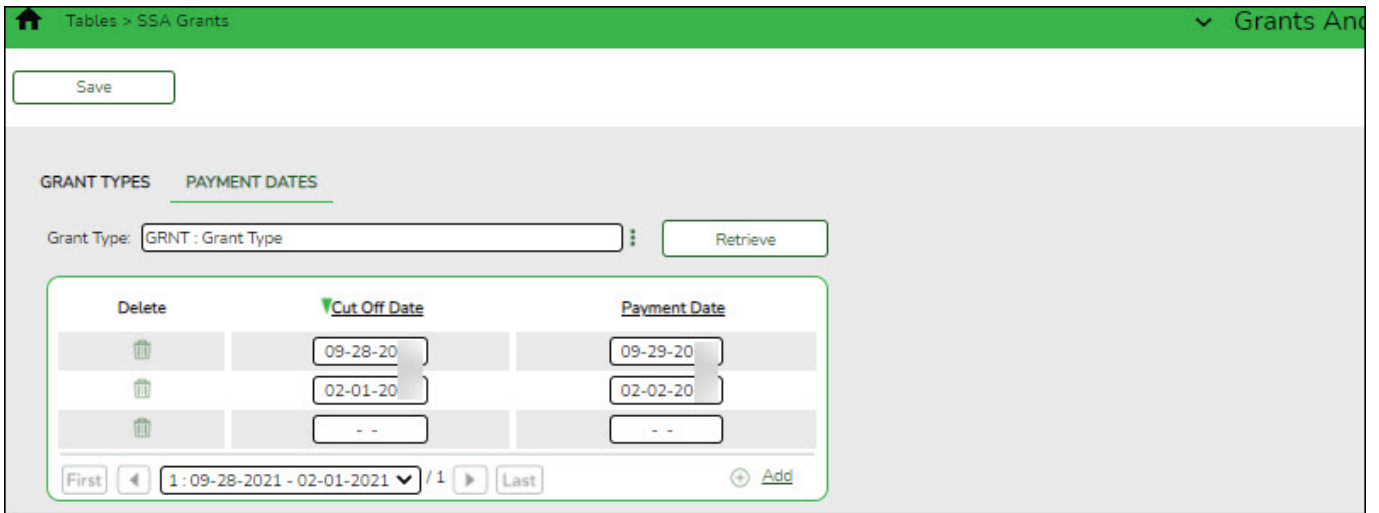 Tables > SSA Grants
Grants And
Save
GRANT TYPES PAYMENT DATES
Grant Type: GRNT : Grant Type Retrieve
Delete Cut Off Date Payment Date
09-28-20 09-29-20
02-01-20 02-02-20
- - - -
First 1 : 09-28-2021 - 02-01-2021 / 1 Last Add